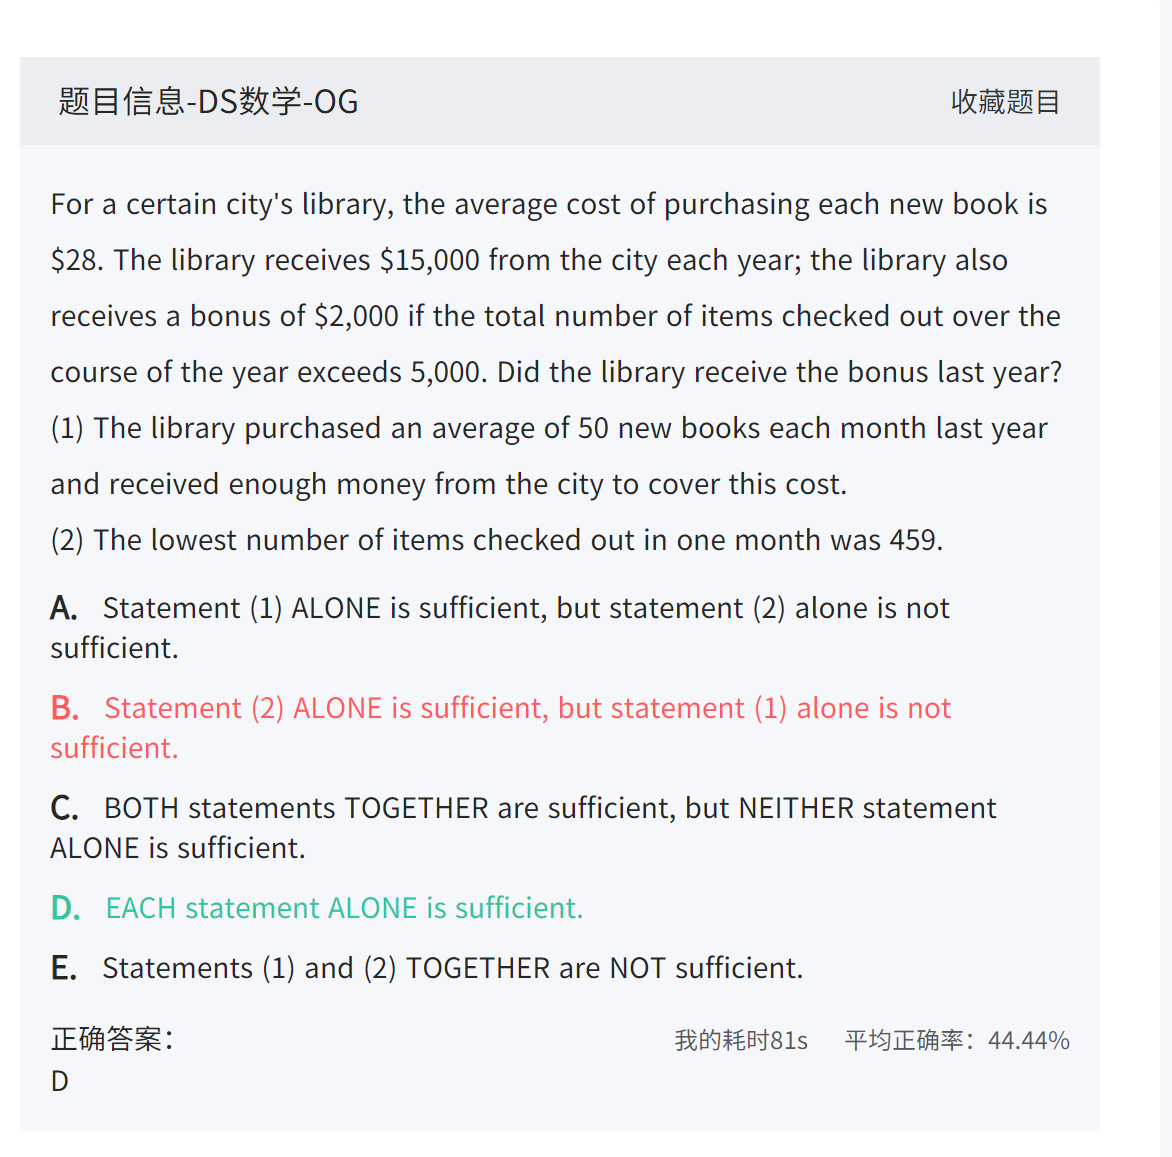 题目信息-DS数学-OG
收藏题目
For a certain city's library, the average cost of purchasing each new book is
$28. The library receives $15,000 from the city each year; the library also
receives a bonus of $2,000 if the total number of items checked out over the
course of the year exceeds 5,000. Did the library receive the bonus last year?
(1) The library purchased an average of 50 new books each month last year
and received enough money from the city to cover this cost.
(2) The lowest number of items checked out in one month was 459.
A. Statement (1) ALONE is sufficient, but statement (2) alone is not
sufficient.
B. Statement (2) ALONE is sufficient, but statement (1) alone is not
sufficient.
C. BOTH statements TOGETHER are sufficient, but NEITHER statement
ALONE is sufficient.
D. EACH statement ALONE is sufficient.
E. Statements (1) and (2) TOGETHER are NOT sufficient.
正确答案：
我的耗时81s 平均正确率：44.44%
D